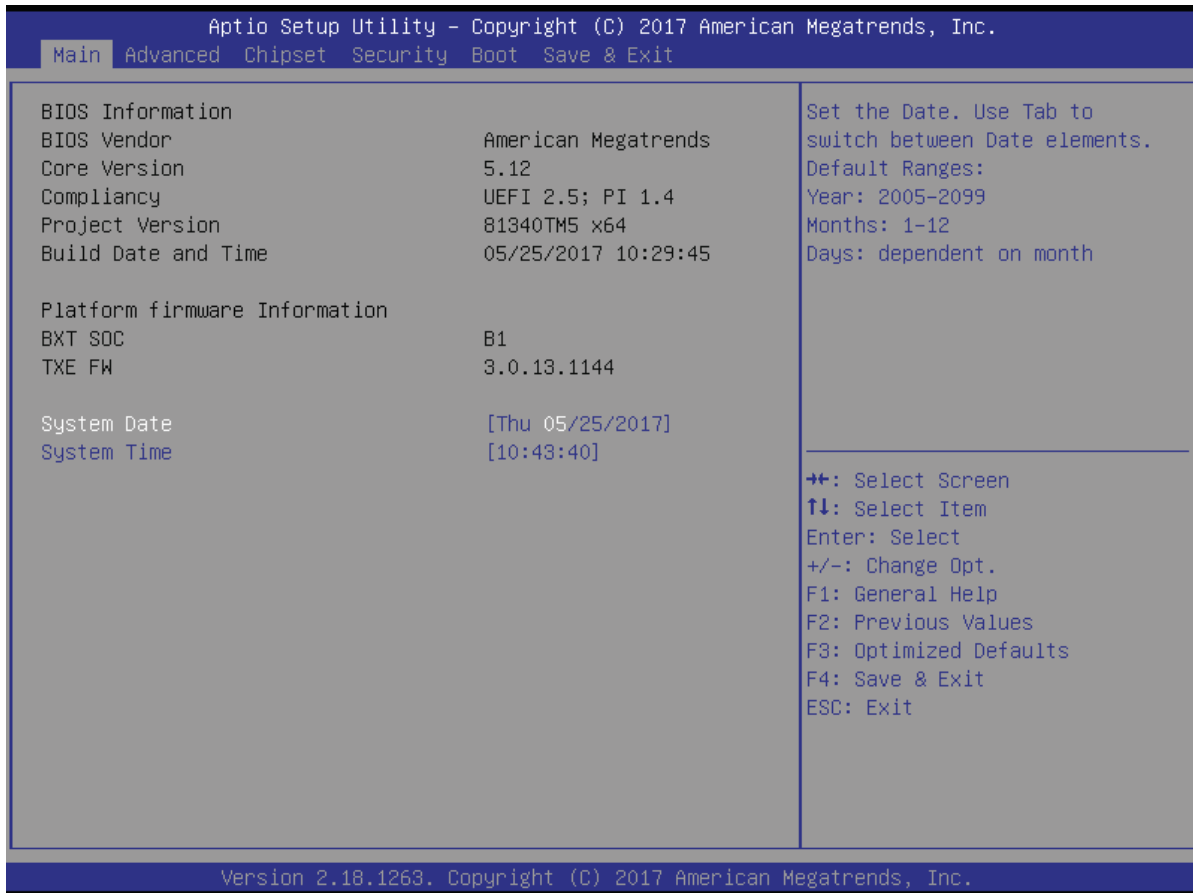 Aptio Setup Utility – Copyright (C) 2017 American Megatrends, Inc.
Main Advanced Chipset Security Boot Save & Exit
BIOS Information
BIOS Vendor American Megatrends
Core Version 5.12
Compliancy UEFI 2.5; PI 1.4
Project Version 81340TM5 x64
Build Date and Time 05/25/2017 10:29:45
Platform firmware Information
BXT SOC B1
TXE FW 3.0.13.1144
System Date [Thu 05/25/2017]
System Time [10:43:40]
Set the Date. Use Tab to
switch between Date elements.
Default Ranges:
Year: 2005-2099
Months: 1-12
Days: dependent on month
→←: Select Screen
↑↓: Select Item
Enter: Select
+/-: Change Opt.
F1: General Help
F2: Previous Values
F3: Optimized Defaults
F4: Save & Exit
ESC: Exit
Version 2.18.1263. Copyright (C) 2017 American Megatrends, Inc.